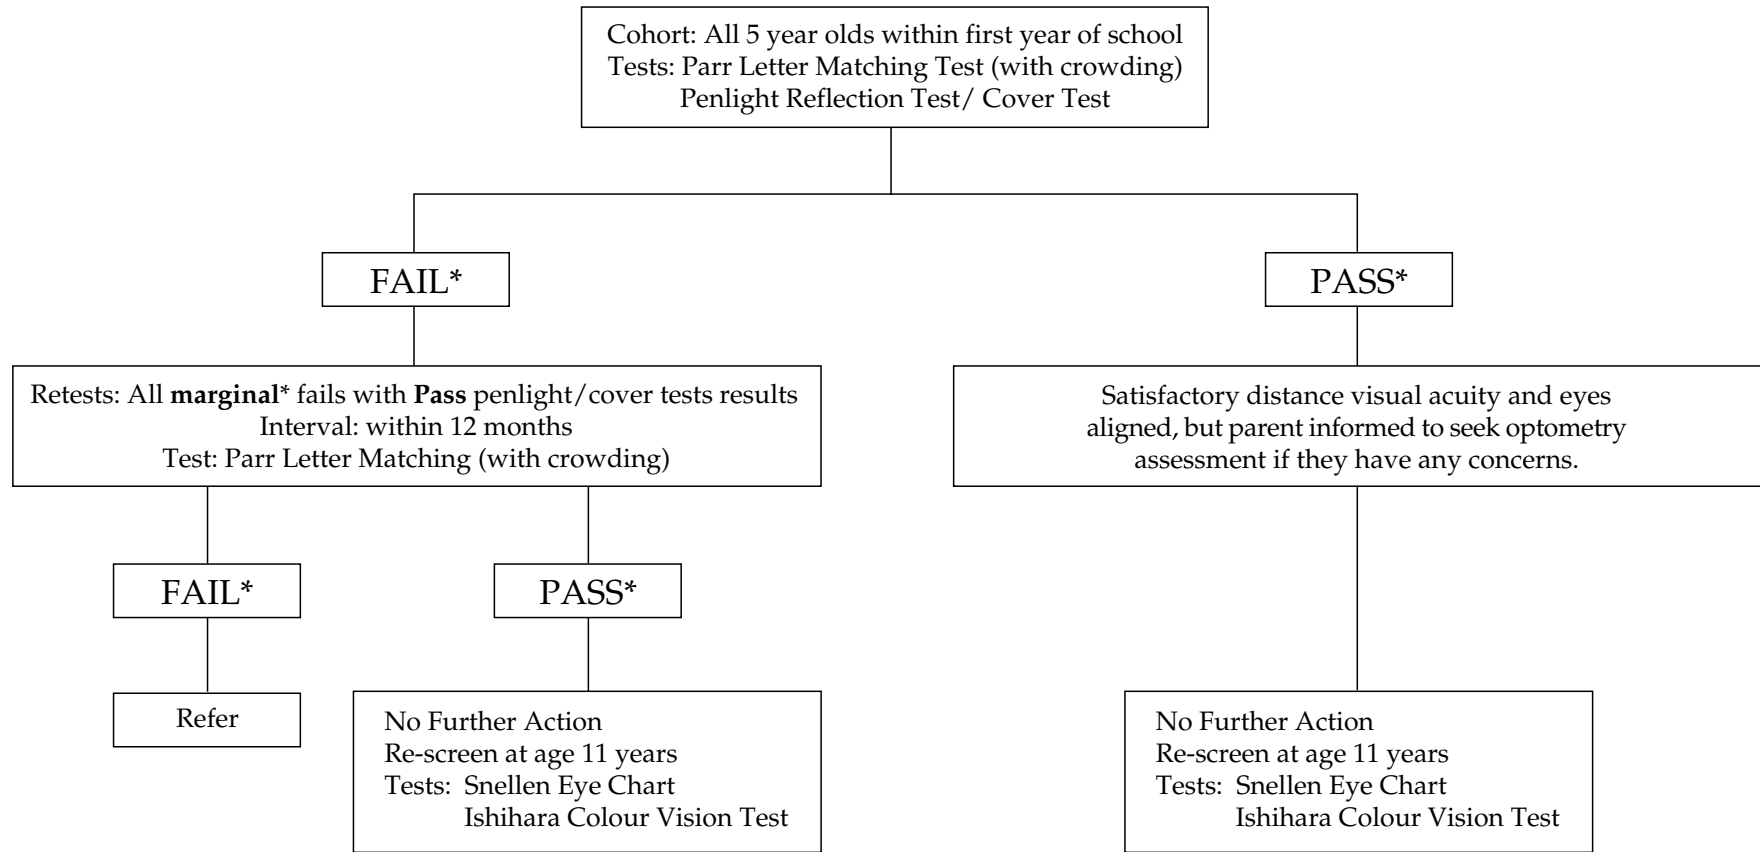 Cohort: All 5 year olds within first year of school
Tests: Parr Letter Matching Test (with crowding)
Penlight Reflection Test/ Cover Test
FAIL*
PASS*
Retests: All marginal* fails with Pass penlight/cover tests results
Interval: within 12 months
Test: Parr Letter Matching (with crowding)
Satisfactory distance visual acuity and eyes
aligned, but parent informed to seek optometry
assessment if they have any concerns.
FAIL*
PASS*
Refer
No Further Action
Re-screen at age 11 years
Tests: Snellen Eye Chart
Ishihara Colour Vision Test
No Further Action
Re-screen at age 11 years
Tests: Snellen Eye Chart
Ishihara Colour Vision Test